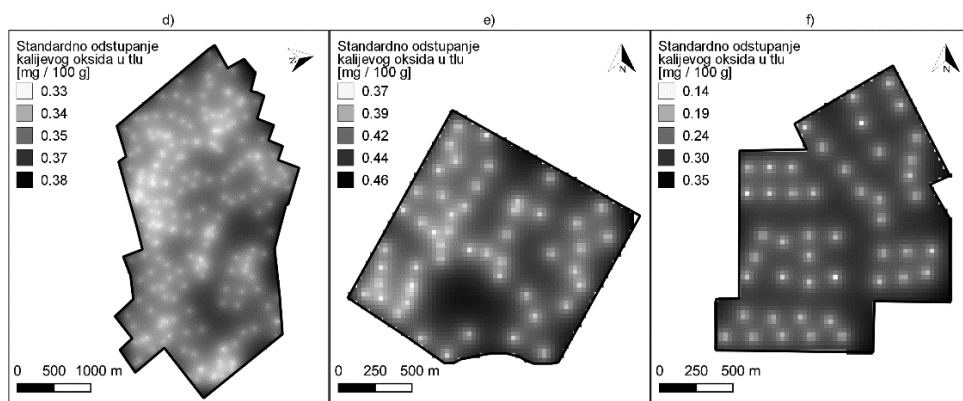 d)
Standardno odstupanje
kalijevog oksida u tlu
[mg / 100 g]
0.33
0.34
0.35
0.37
0.38
N
0 500 1000 m
e)
Standardno odstupanje
kalijevog oksida u tlu
[mg / 100 g]
0.37
0.39
0.42
0.44
0.46
N
0 250 500 m
f)
Standardno odstupanje
kalijevog oksida u tlu
[mg / 100 g]
0.14
0.19
0.24
0.30
0.35
N
0 250 500 m